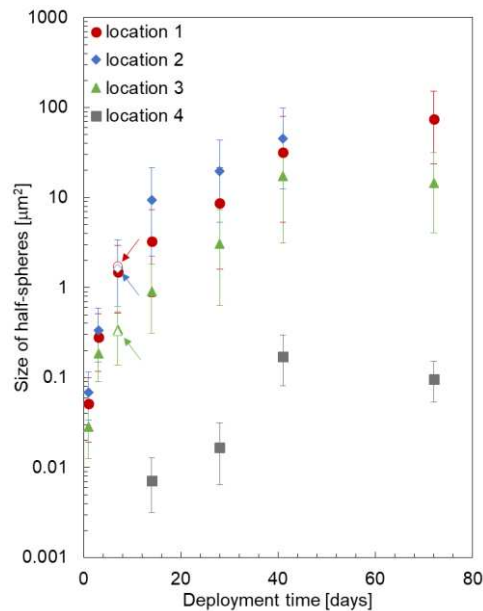 1000
100
10
1
0.1
0.01
0.001
Size of half-spheres [µm²]
location 1
location 2
location 3
location 4
0 20 40 60 80
Deployment time [days]